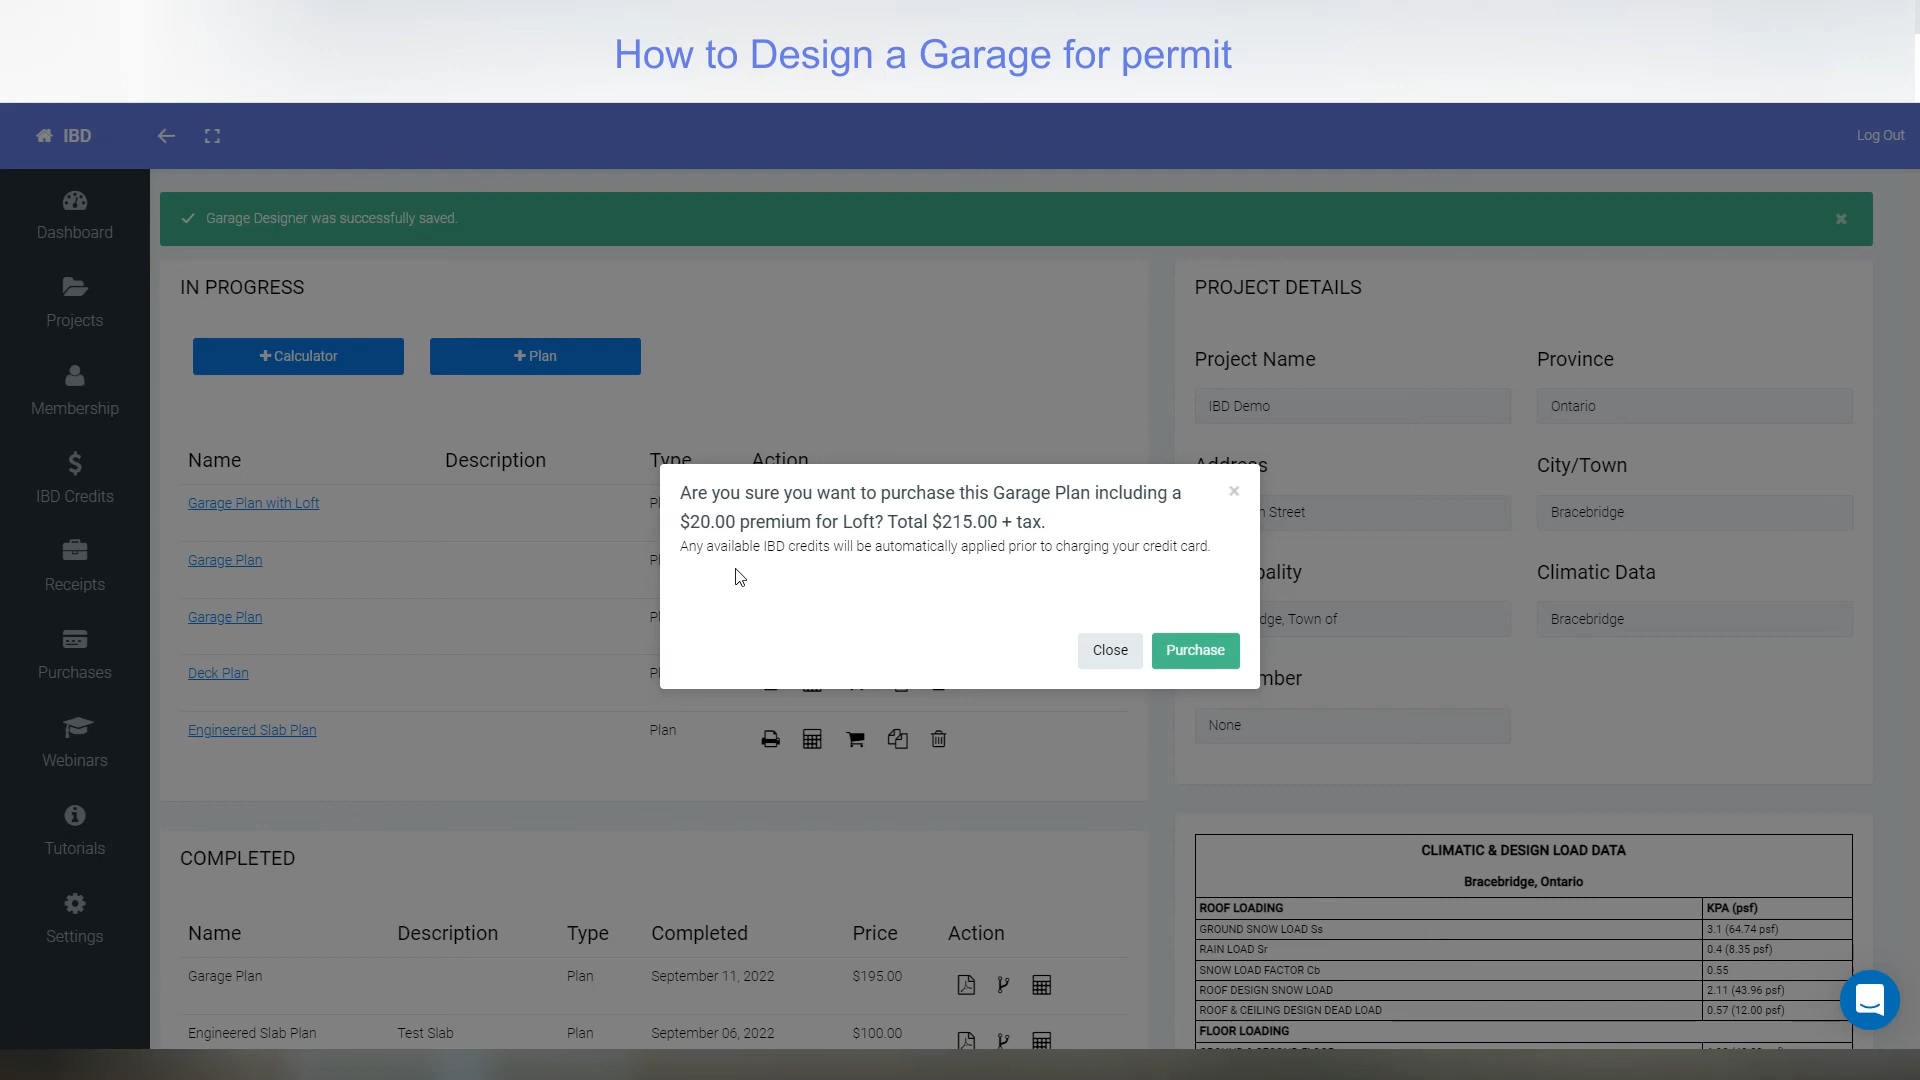 How to Design a Garage for permit
IBD
Log Out
Dashboard
Projects
Membership
IBD Credits
Receipts
Purchases
Webinars
Tutorials
Settings
Garage Designer was successfully saved.
IN PROGRESS
Calculator
Plan
Name Description Type Action
Garage Plan with Loft
Garage Plan
Garage Plan
Deck Plan
Engineered Slab Plan Plan
Are you sure you want to purchase this Garage Plan including a
$20.00 premium for Loft? Total $215.00 + tax.
Any available IBD credits will be automatically applied prior to charging your credit card.
Close
Purchase
PROJECT DETAILS
Project Name Province
IBD Demo Ontario
Address City/Town
Street Bracebridge
Climatic Data
Town of Bracebridge
None
COMPLETED
Name Description Type Completed Price Action
Garage Plan Plan September 11, 2022 $195.00
Engineered Slab Plan Test Slab Plan September 06, 2022 $100.00
CLIMATIC & DESIGN LOAD DATA
Bracebridge, Ontario
ROOF LOADING KPA (psf)
GROUND SNOW LOAD Ss 3.1 (64.74 psf)
RAIN LOAD Sr 0.4 (8.35 psf)
SNOW LOAD FACTOR Cb 0.55
ROOF DESIGN SNOW LOAD 2.11 (43.96 psf)
ROOF & CEILING DESIGN DEAD LOAD 0.57 (12.00 psf)
FLOOR LOADING